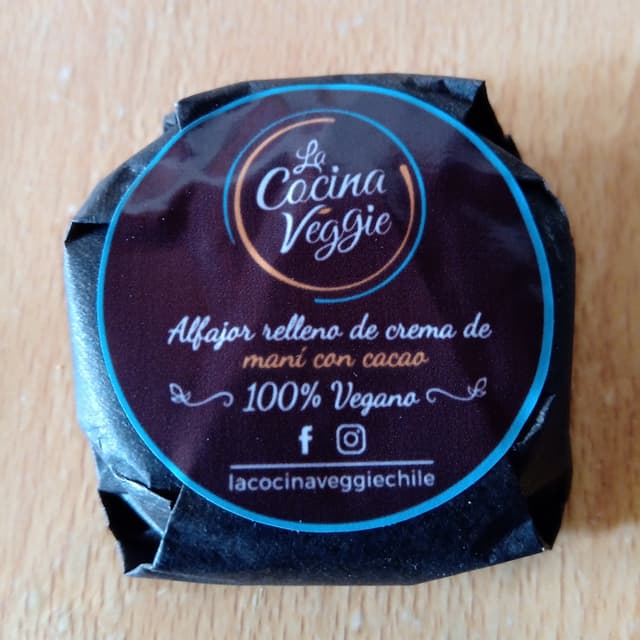 La
Cocina
Veggie
Alfajor relleno de crema de
maní con cacao
100% Vegano
lacocinaveggiechile